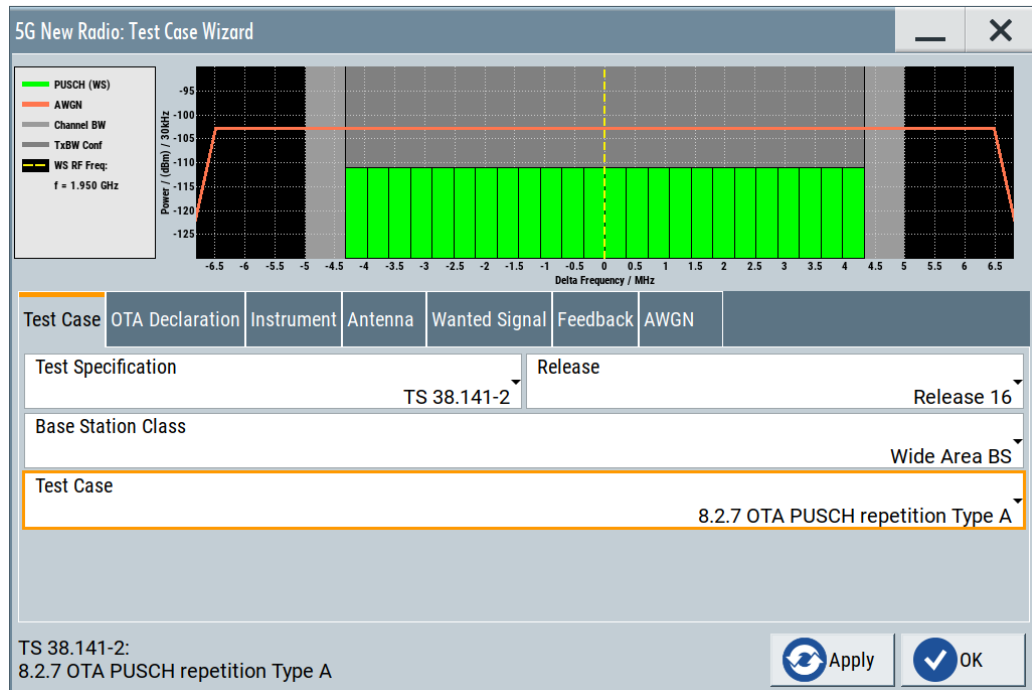 5G New Radio: Test Case Wizard
PUSCH (WS)
AWGN
Channel BW
TxBW Conf
WS RF Freq:
f = 1.950 GHz
Power / (dBm) / 30kHz
-95
-100
-105
-110
-115
-120
-125
-6.5 -6 -5.5 -5 -4.5 -4 -3.5 -3 -2.5 -2 -1.5 -1 -0.5 0 0.5 1 1.5 2 2.5 3 3.5 4 4.5 5 5.5 6 6.5
Delta Frequency / MHz
Test Case OTA Declaration Instrument Antenna Wanted Signal Feedback AWGN
Test Specification
TS 38.141-2
Release
Release 16
Base Station Class
Wide Area BS
Test Case
8.2.7 OTA PUSCH repetition Type A
TS 38.141-2:
8.2.7 OTA PUSCH repetition Type A
Apply
OK